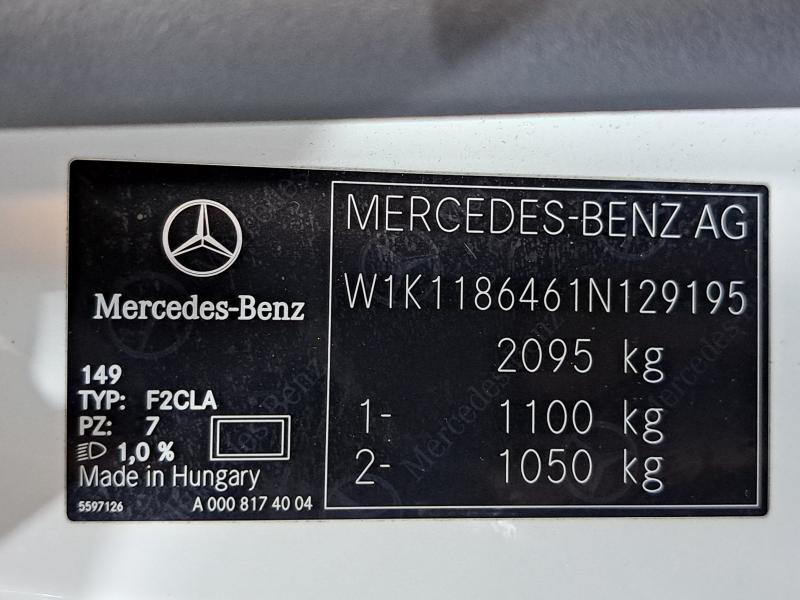 Mercedes-Benz
149
TYP: F2CLA
PZ: 7
1,0 %
Made in Hungary
5597126 A 000 817 40 04
MERCEDES-BENZ AG
W1K1186461N129195
2095 kg
1- 1100 kg
2- 1050 kg